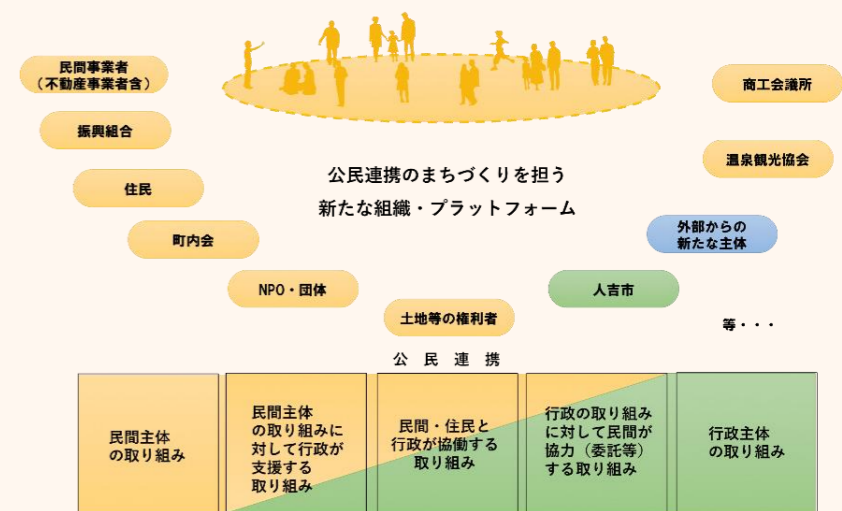 民間事業者
（不動産事業者含）
振興組合
住民
町内会
NPO・団体
土地等の権利者
商工会議所
温泉観光協会
外部からの
新たな主体
人吉市
等・・・
公民連携のまちづくりを担う
新たな組織・プラットフォーム
公民連携
民間主体
の取り組み
民間主体
の取り組みに
対して行政が
支援する
取り組み
民間・住民と
行政が協働する
取り組み
行政の取り組み
に対して民間が
協力（委託等）
する取り組み
行政主体
の取り組み